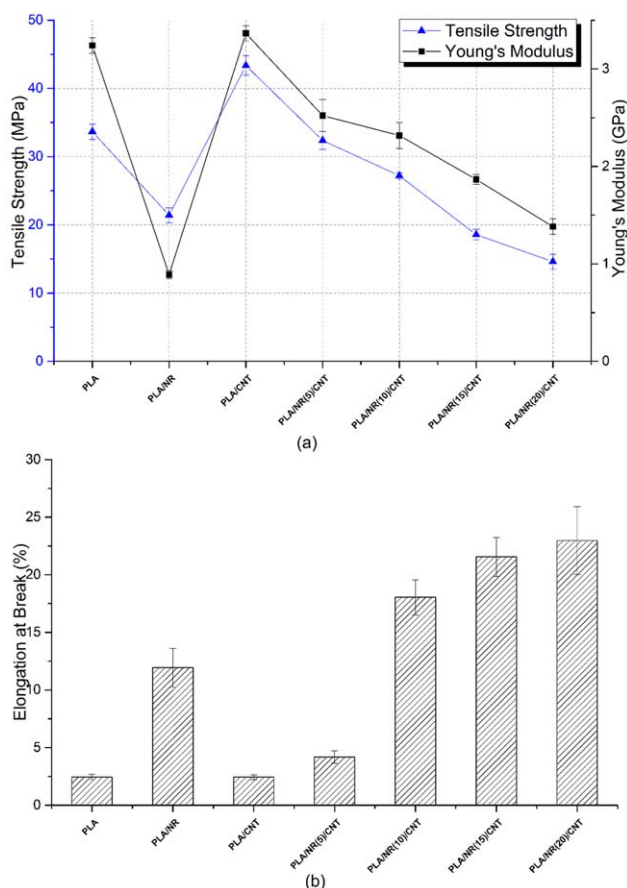 50
40
30
20
10
0
Tensile Strength (MPa)
Tensile Strength
Young's Modulus
3
2
1
0
Young's Modulus (GPa)
PLA
PLA/NR
PLA/CNT
PLA/NR(5)/CNT
PLA/NR(10)/CNT
PLA/NR(15)/CNT
PLA/NR(20)/CNT
(a)
30
25
20
15
10
5
0
Elongation at Break (%)
PLA
PLA/NR
PLA/CNT
PLA/NR(5)/CNT
PLA/NR(10)/CNT
PLA/NR(15)/CNT
PLA/NR(20)/CNT
(b)